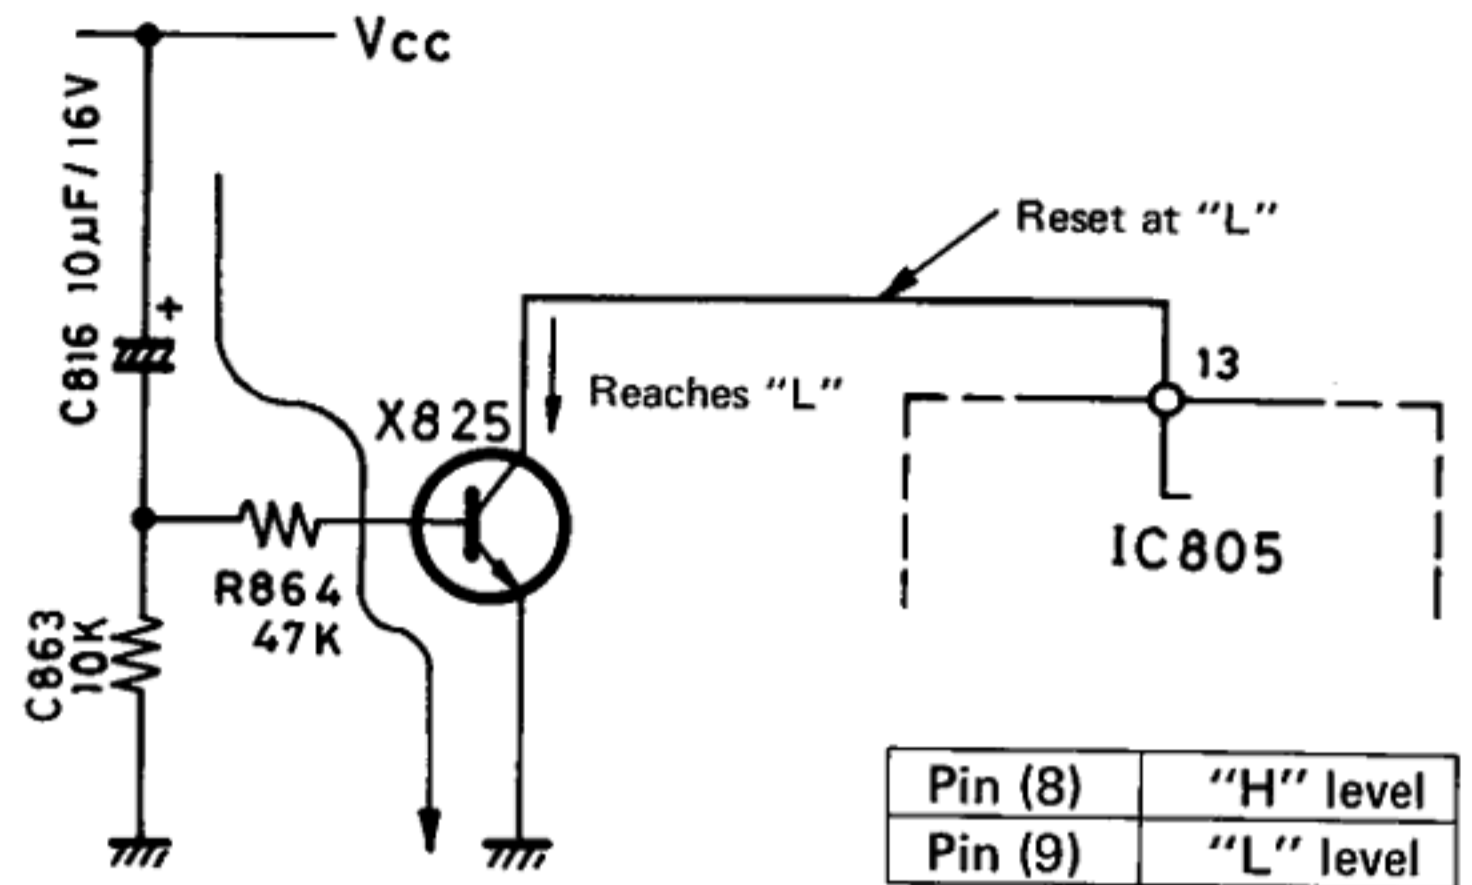 Vcc
C816 10µF/16V
+
Reset at "L"
Reaches "L"
13
X825
IC805
R864
47K
C863
10K
Pin (8) "H" level
Pin (9) "L" level